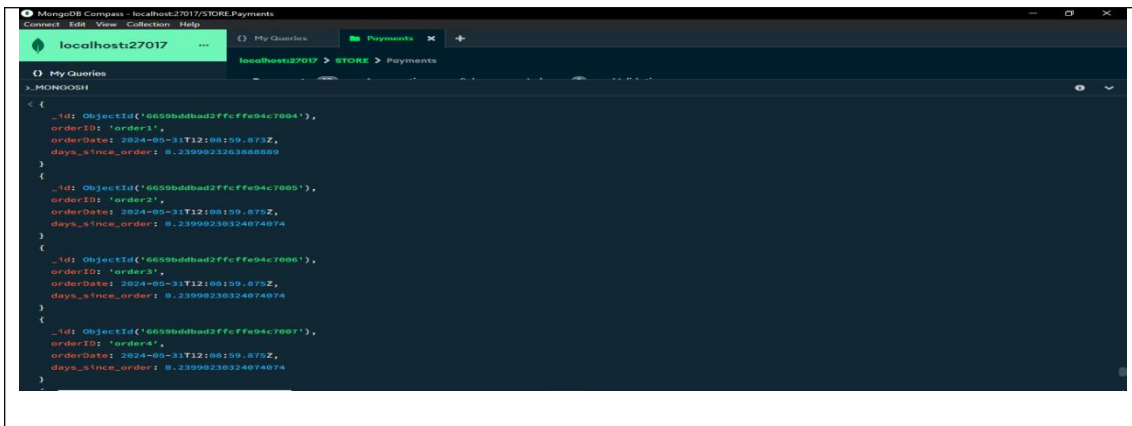 MongoDB Compass - localhost:27017/STORE.Payments
Connect Edit View Collection Help
localhost:27017 ...
{} My Queries
Payments
localhost:27017 > STORE > Payments
{} My Queries
>_MONGOSH
< {
_id: ObjectId('6659bddbad2ffcffe94c7004'),
orderID: 'order1',
orderDate: 2024-05-31T12:08:59.873Z,
days_since_order: 0.2399023263888889
}
{
_id: ObjectId('6659bddbad2ffcffe94c7005'),
orderID: 'order2',
orderDate: 2024-05-31T12:08:59.875Z,
days_since_order: 0.23990230324074074
}
{
_id: ObjectId('6659bddbad2ffcffe94c7006'),
orderID: 'order3',
orderDate: 2024-05-31T12:08:59.875Z,
days_since_order: 0.23990230324074074
}
{
_id: ObjectId('6659bddbad2ffcffe94c7007'),
orderID: 'order4',
orderDate: 2024-05-31T12:08:59.875Z,
days_since_order: 0.23990230324074074
}